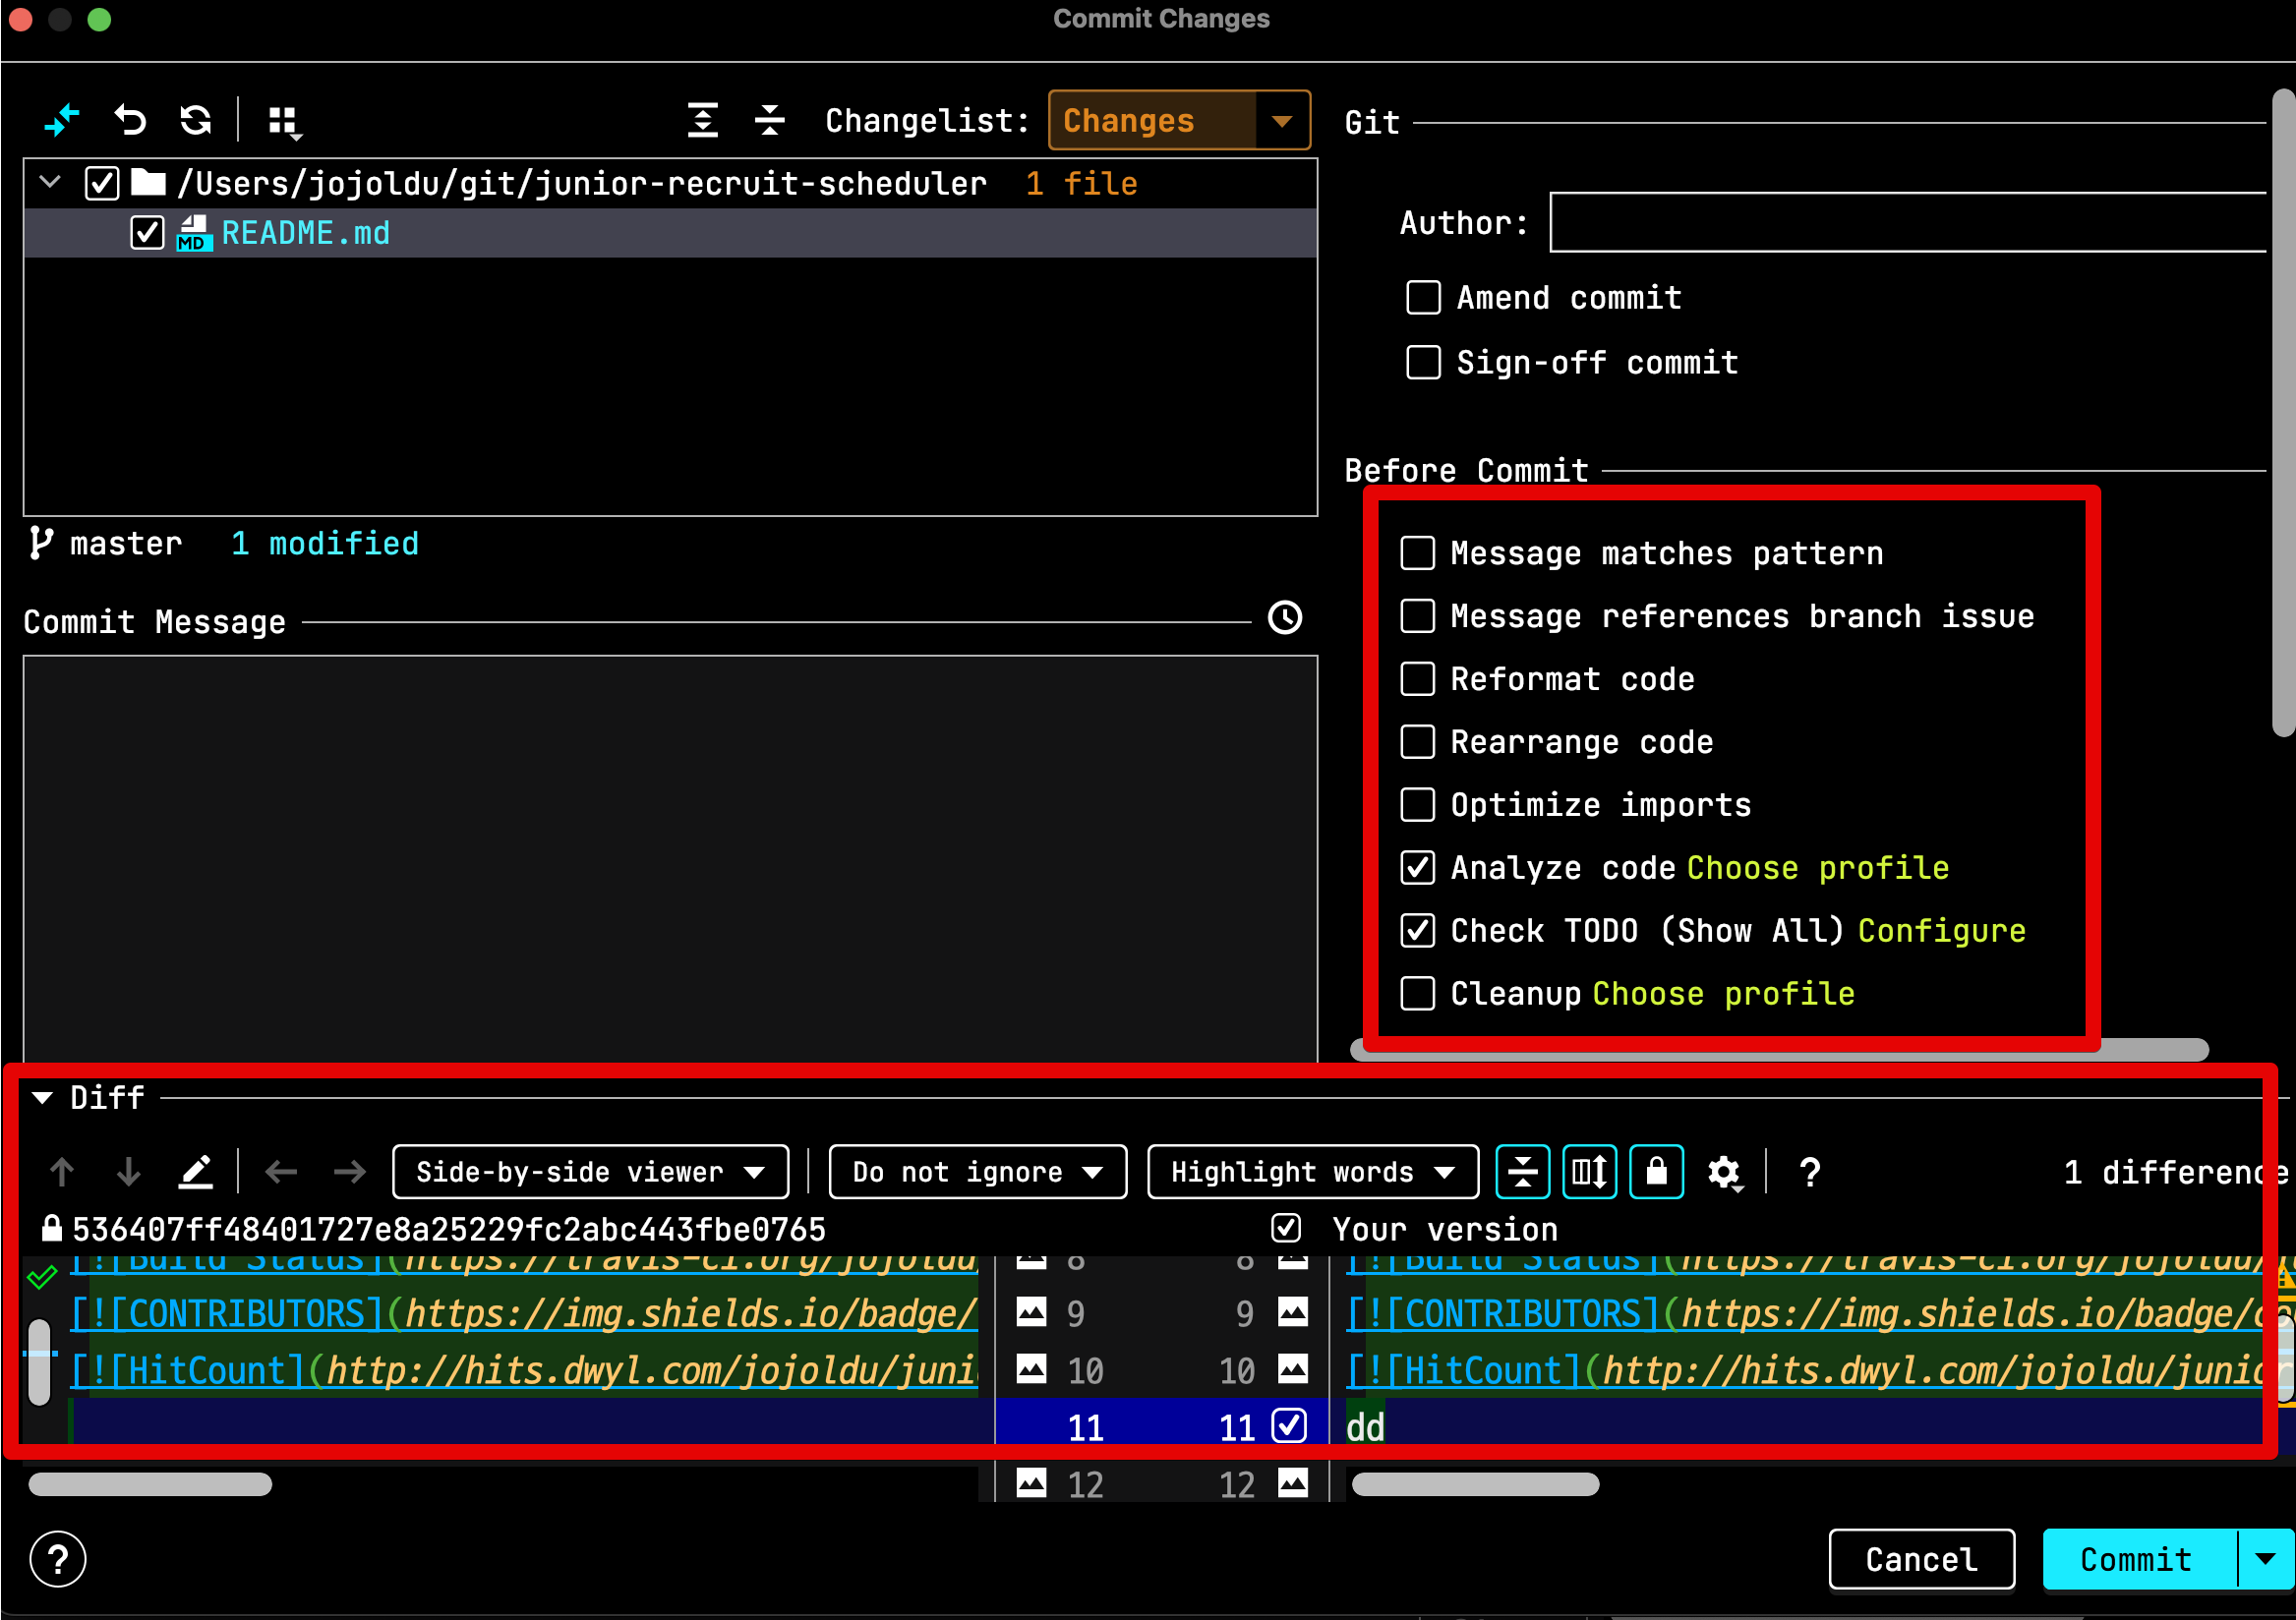 Commit Changes
Changelist: Changes
/Users/jojoldu/git/junior-recruit-scheduler 1 file
MD README.md
master 1 modified
Commit Message
Git
Author:
Amend commit
Sign-off commit
Before Commit
Message matches pattern
Message references branch issue
Reformat code
Rearrange code
Optimize imports
Analyze code Choose profile
Check TODO (Show All) Configure
Cleanup Choose profile
Diff
Side-by-side viewer Do not ignore Highlight words ? 1 difference
536407ff48401727e8a25229fc2abc443fbe0765 Your version
[![Build Status](https://travis-ci.org/jojoldu/ 8 8 [![Build Status](https://travis-ci.org/jojoldu/
[![CONTRIBUTORS](https://img.shields.io/badge/ 9 9 [![CONTRIBUTORS](https://img.shields.io/badge/co
[![HitCount](http://hits.dwyl.com/jojoldu/juni 10 10 [![HitCount](http://hits.dwyl.com/jojoldu/junior
11 11 dd
12 12
? Cancel Commit